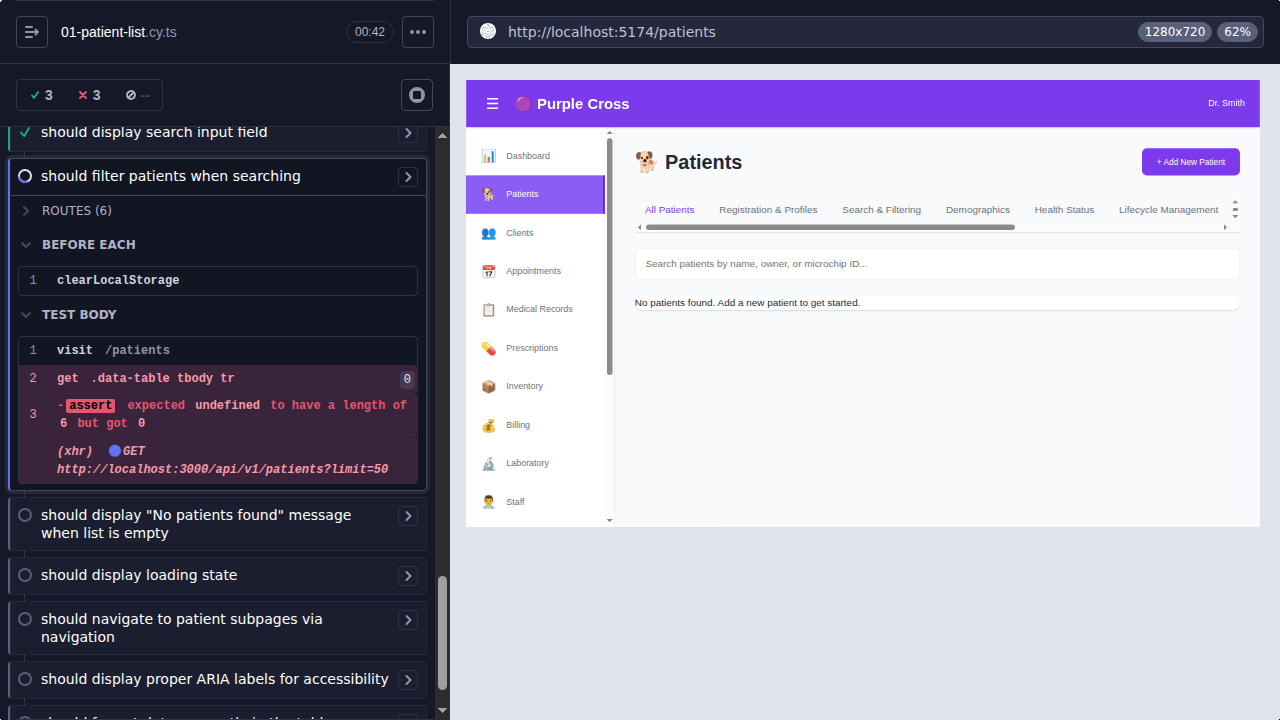 01-patient-list.cy.ts
00:42
3
3
--
should display search input field
should filter patients when searching
ROUTES (6)
BEFORE EACH
1 clearLocalStorage
TEST BODY
1 visit /patients
2 get .data-table tbody tr 0
3 -assert expected undefined to have a length of
6 but got 0
(xhr) GET
http://localhost:3000/api/v1/patients?limit=50
should display "No patients found" message
when list is empty
should display loading state
should navigate to patient subpages via
navigation
should display proper ARIA labels for accessibility
http://localhost:5174/patients
1280x720
62%
Purple Cross
Dr. Smith
Dashboard
Patients
Clients
Appointments
Medical Records
Prescriptions
Inventory
Billing
Laboratory
Staff
Patients
+ Add New Patient
All Patients
Registration & Profiles
Search & Filtering
Demographics
Health Status
Lifecycle Management
Search patients by name, owner, or microchip ID...
No patients found. Add a new patient to get started.